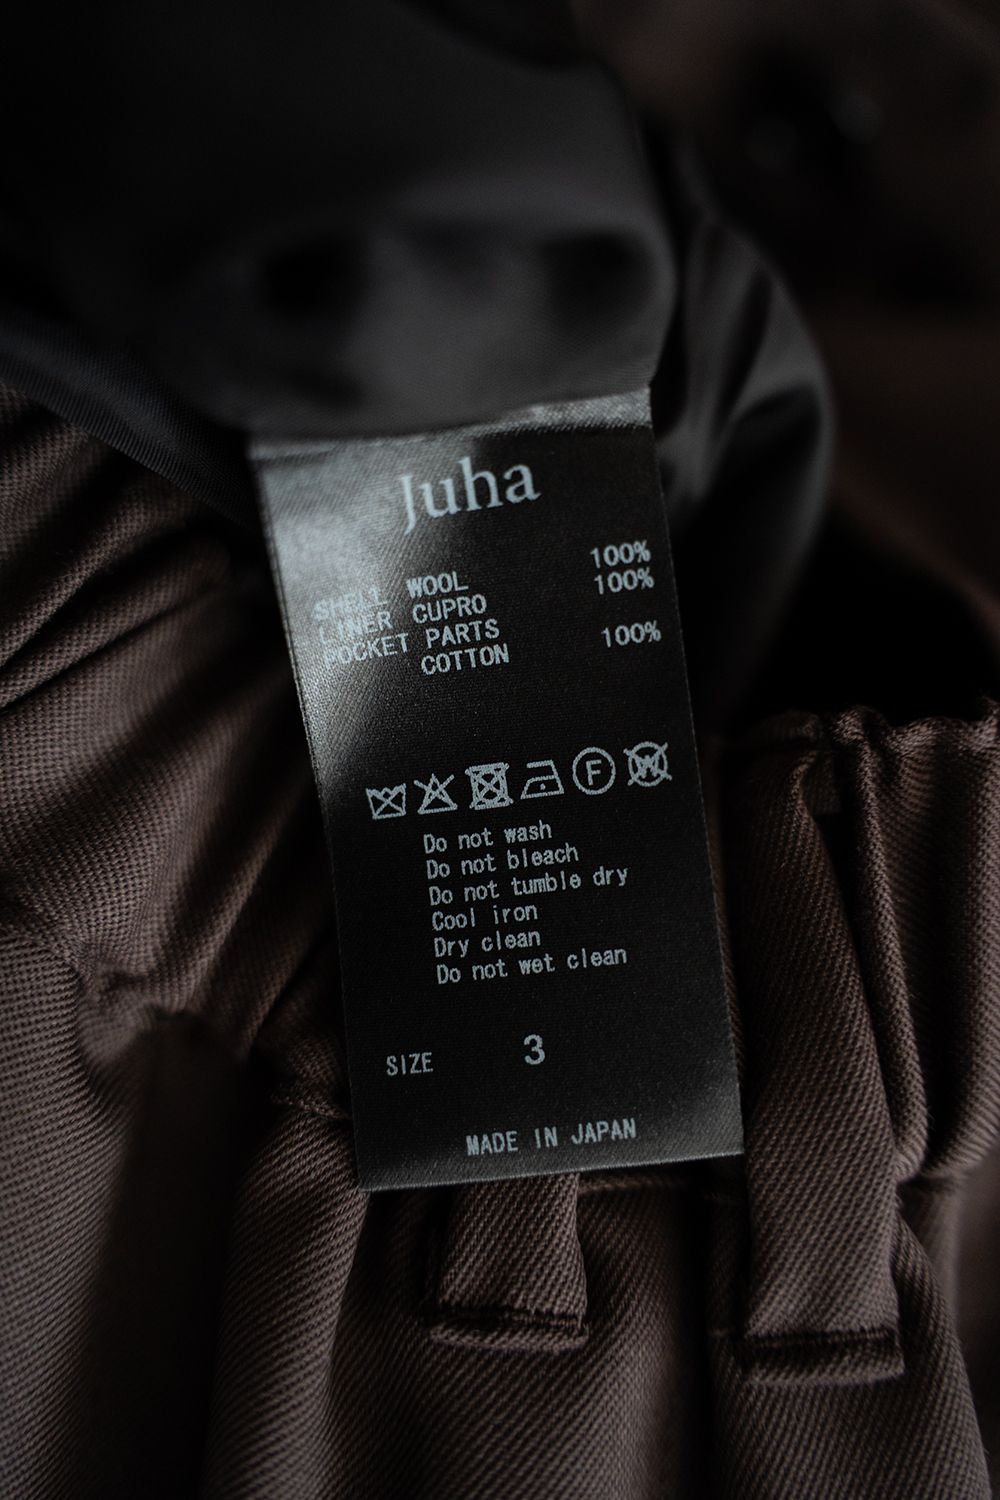 Juha
SHELL WOOL 100%
LINER CUPRO 100%
POCKET PARTS
COTTON 100%
F
W
Do not wash
Do not bleach
Do not tumble dry
Cool iron
Dry clean
Do not wet clean
SIZE 3
MADE IN JAPAN